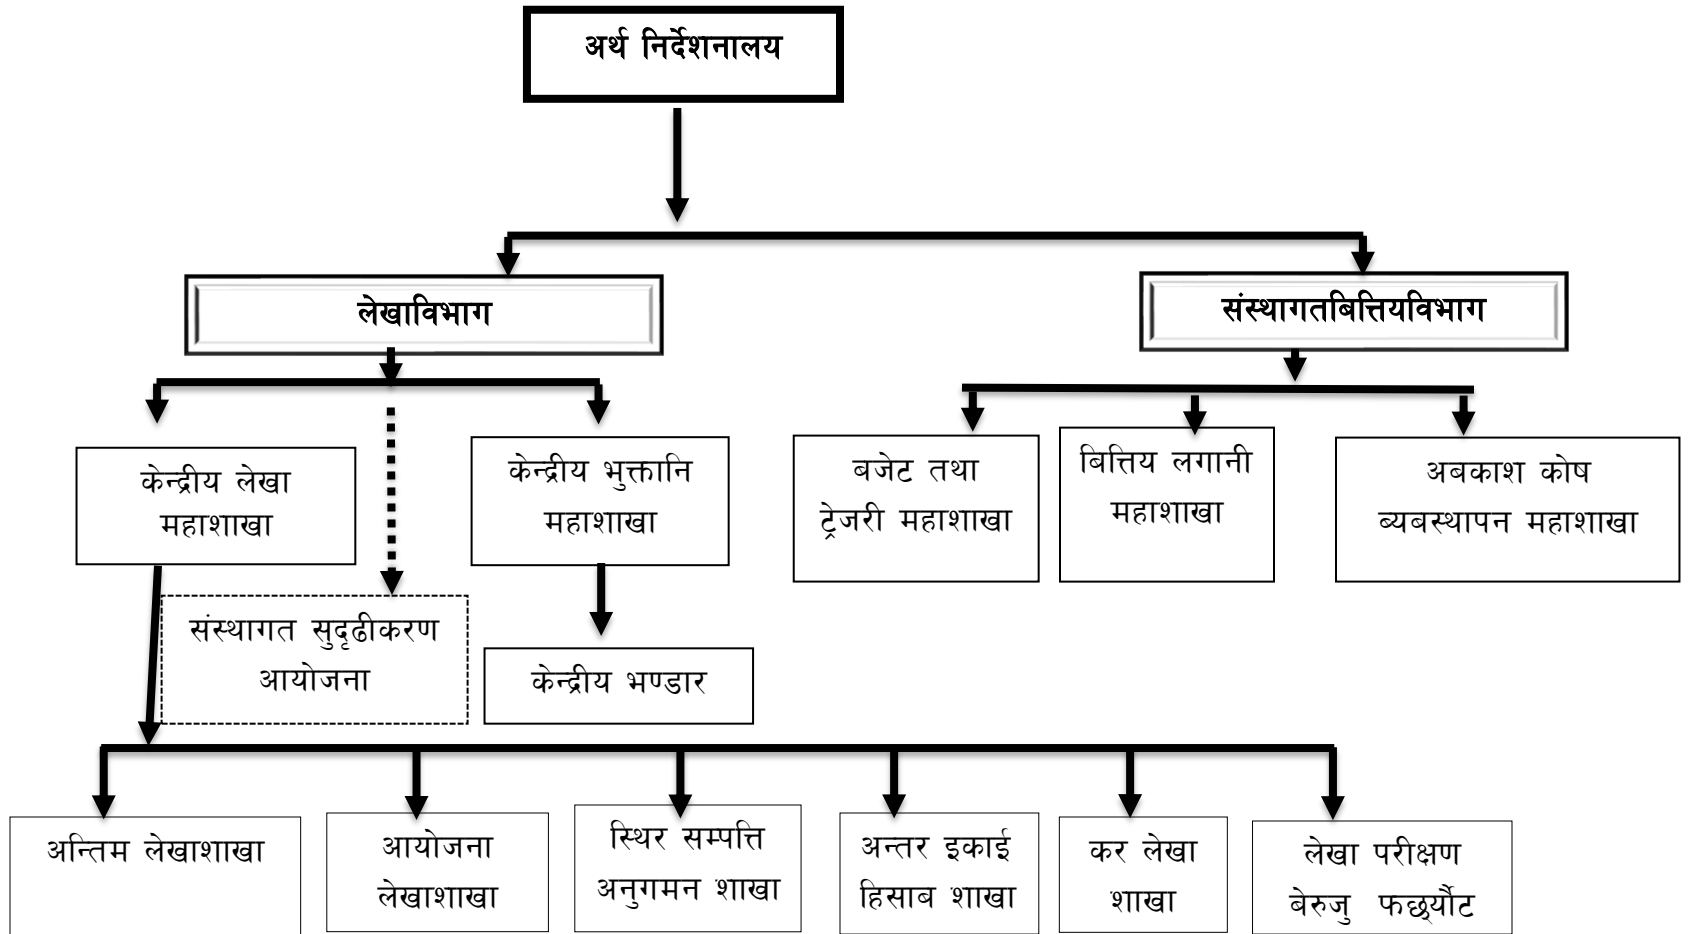 अर्थ निर्देशनालय
लेखाविभाग
संस्थागतबित्तियविभाग
केन्द्रीय लेखा
महाशाखा
केन्द्रीय भुक्तानि
महाशाखा
बजेट तथा
ट्रेजरी महाशाखा
बित्तिय लगानी
महाशाखा
अबकाश कोष
ब्यबस्थापन महाशाखा
संस्थागत सुदृढीकरण
आयोजना
केन्द्रीय भण्डार
अन्तिम लेखाशाखा
आयोजना
लेखाशाखा
स्थिर सम्पत्ति
अनुगमन शाखा
अन्तर इकाई
हिसाब शाखा
कर लेखा
शाखा
लेखा परीक्षण
बेरुजु फछ्र्यौट